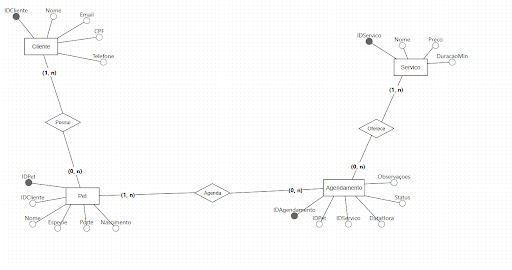 IDCliente
Nome
Email
CPF
Telefone
Cliente
(1, n)
Possui
(0, n)
IDPet
IDCliente
Nome
Especie
Porte
Nascimento
Pet
(1, n)
Agenda
(0, n)
IDServico
Nome
Preco
DuracaoMin
Servico
(1, n)
Oferece
(0, n)
Agendamento
Observaçoes
Status
IDAgendamento
IDPet
IDServico
DataHora